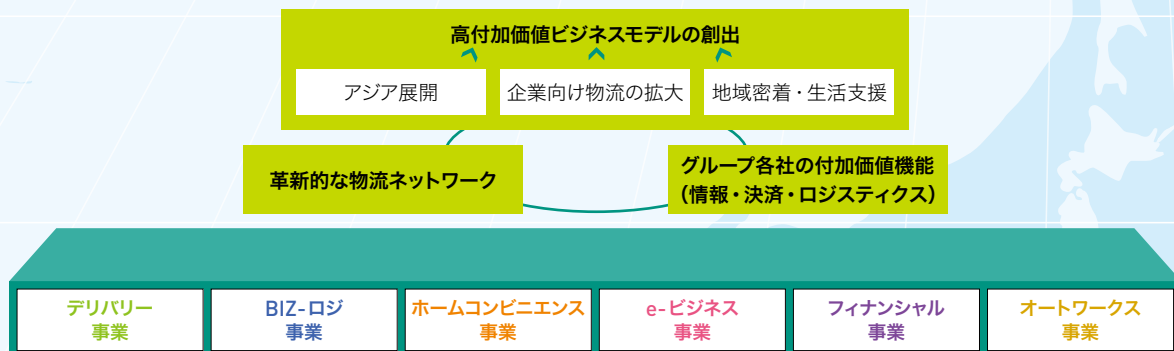 高付加価値ビジネスモデルの創出
アジア展開
企業向け物流の拡大
地域密着・生活支援
革新的な物流ネットワーク
グループ各社の付加価値機能
（情報・決済・ロジスティクス）
デリバリー
事業
BIZ-ロジ
事業
ホームコンビニエンス
事業
e-ビジネス
事業
フィナンシャル
事業
オートワークス
事業